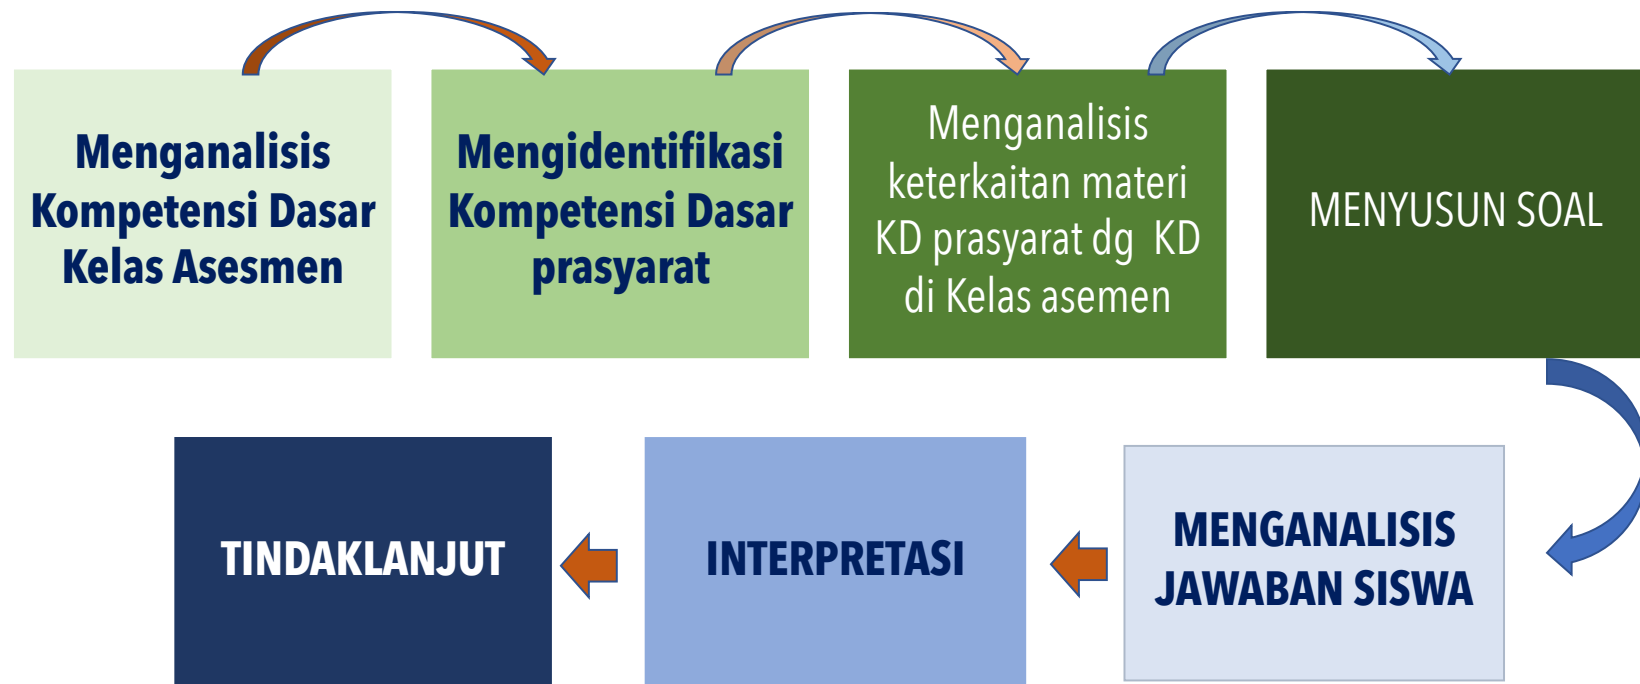 Menganalisis
Kompetensi Dasar
Kelas Asesmen
Mengidentifikasi
Kompetensi Dasar
prasyarat
Menganalisis
keterkaitan materi
KD prasyarat dg KD
di Kelas asemen
MENYUSUN SOAL
TINDAKLANJUT
INTERPRETASI
MENGANALISIS
JAWABAN SISWA